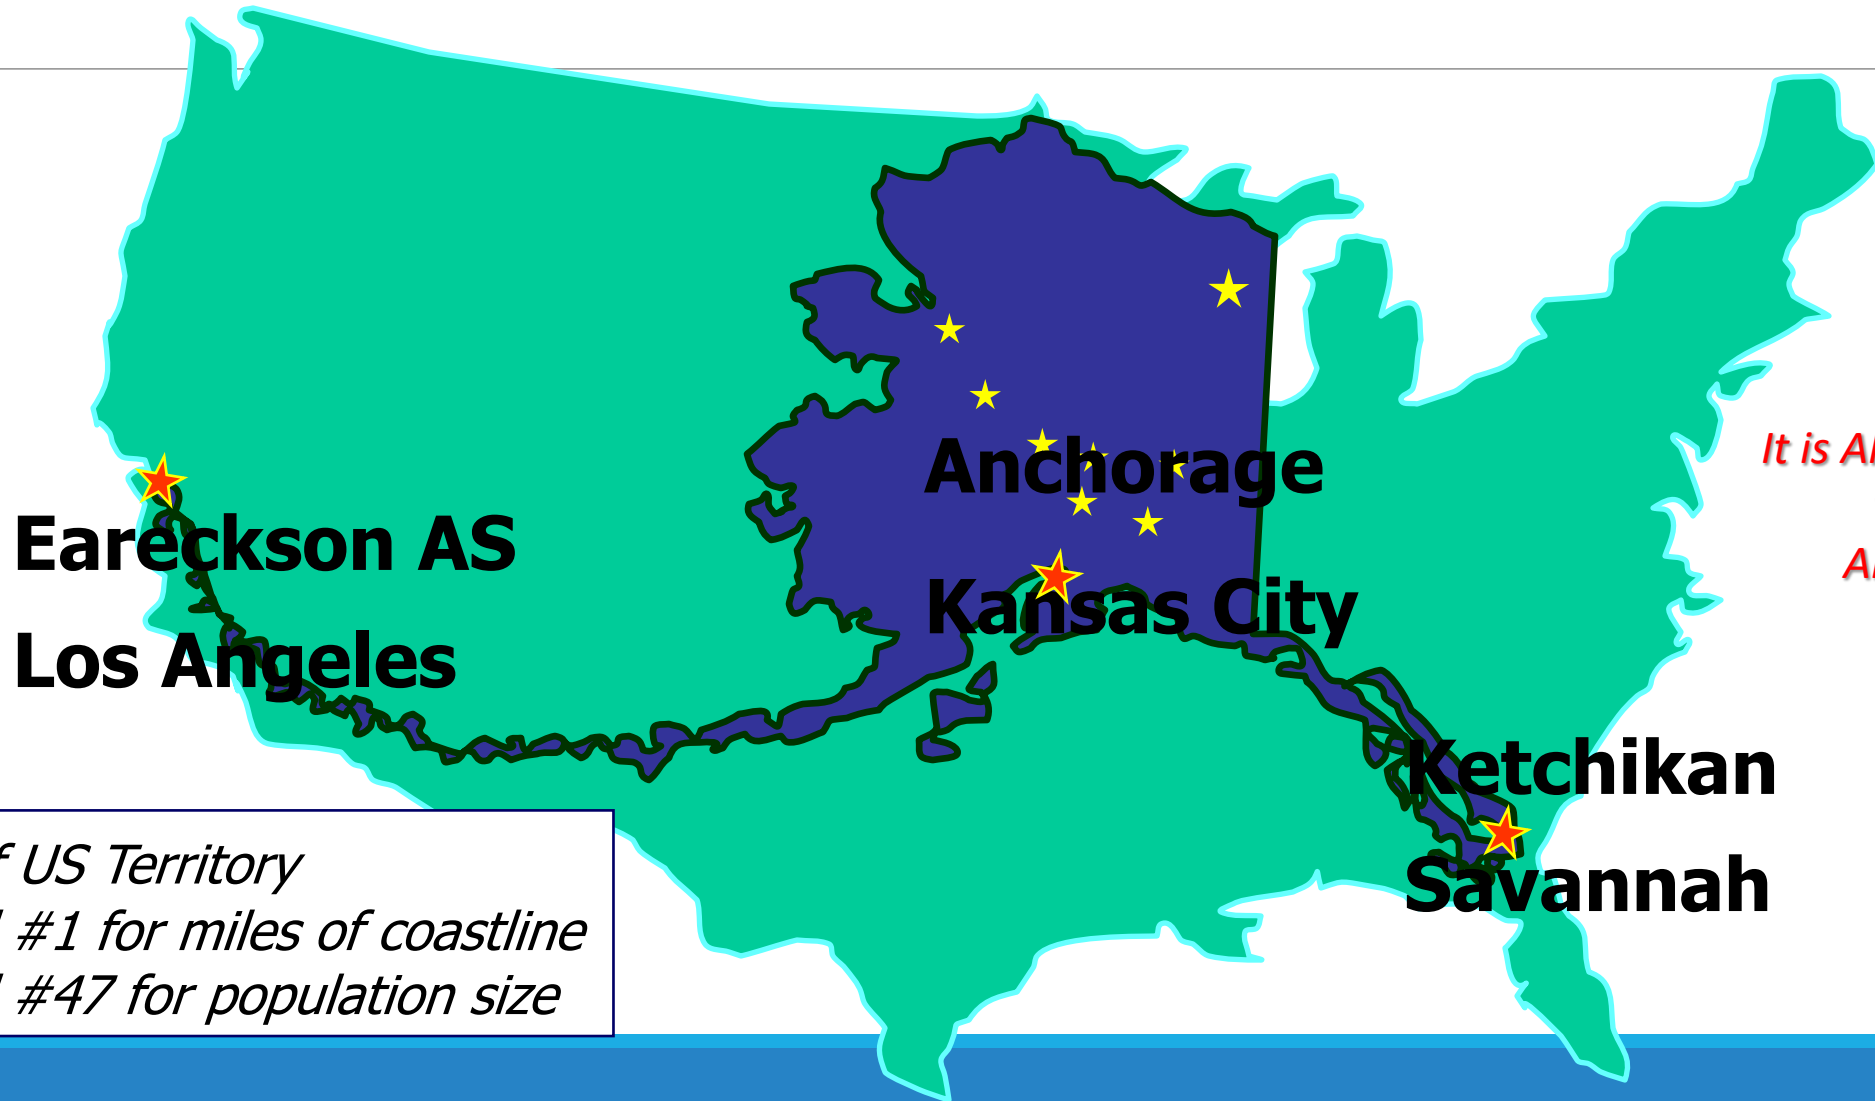 It is
Anchorage
Eareckson AS
Kansas City
Los Angeles
Ketchikan
Savannah
US Territory
#1 for miles of coastline
#47 for population size